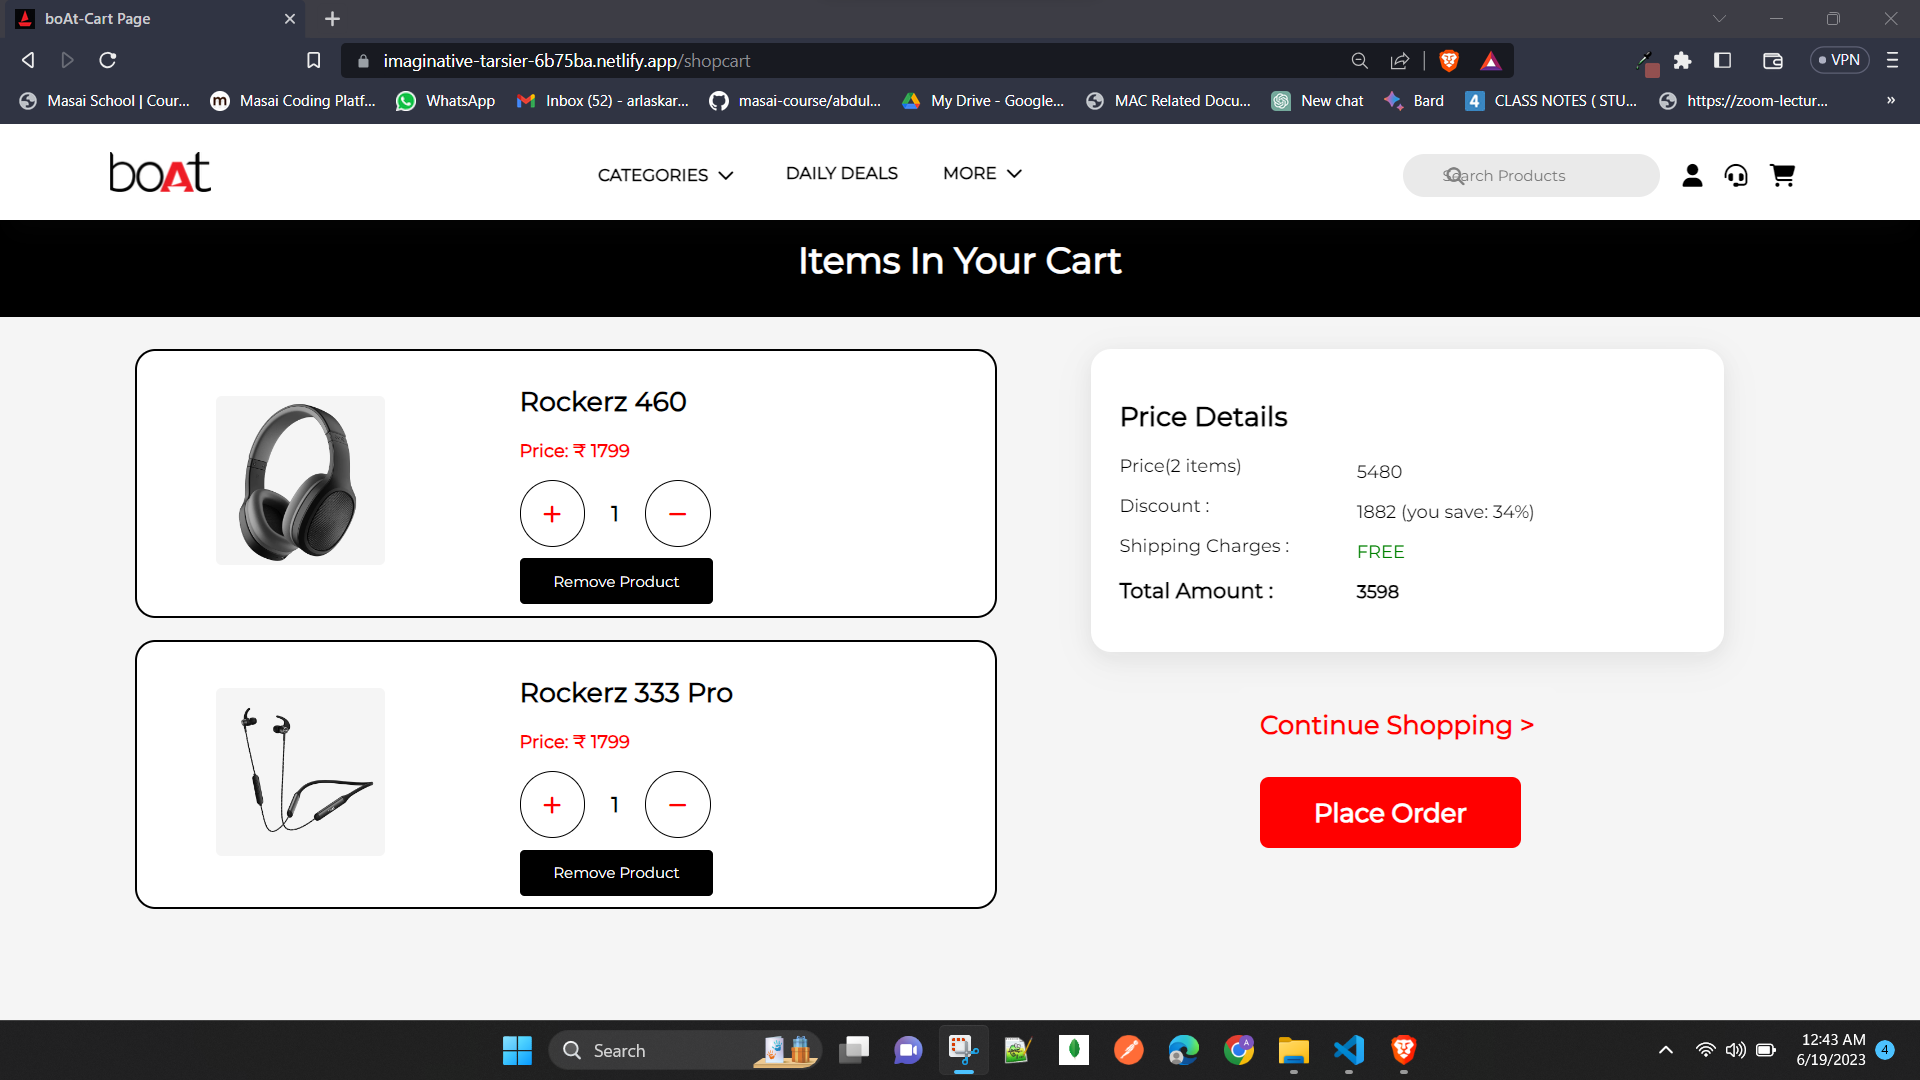 boAt-Cart Page
imaginative-tarsier-6b75ba.netlify.app/shopcart
VPN
Masai School | Cour...
Masai Coding Platf...
WhatsApp
Inbox (52) - arlaskar...
masai-course/abdul...
My Drive - Google...
MAC Related Docu...
New chat
Bard
4
CLASS NOTES ( STU...
https://zoom-lectur...
»
boAt
CATEGORIES
DAILY DEALS
MORE
Search Products
Items In Your Cart
Rockerz 460
Price: ₹ 1799
+ 1 −
Remove Product
Rockerz 333 Pro
Price: ₹ 1799
+ 1 −
Remove Product
Price Details
Price(2 items) 5480
Discount : 1882 (you save: 34%)
Shipping Charges : FREE
Total Amount : 3598
Continue Shopping >
Place Order
Search
12:43 AM
6/19/2023
4